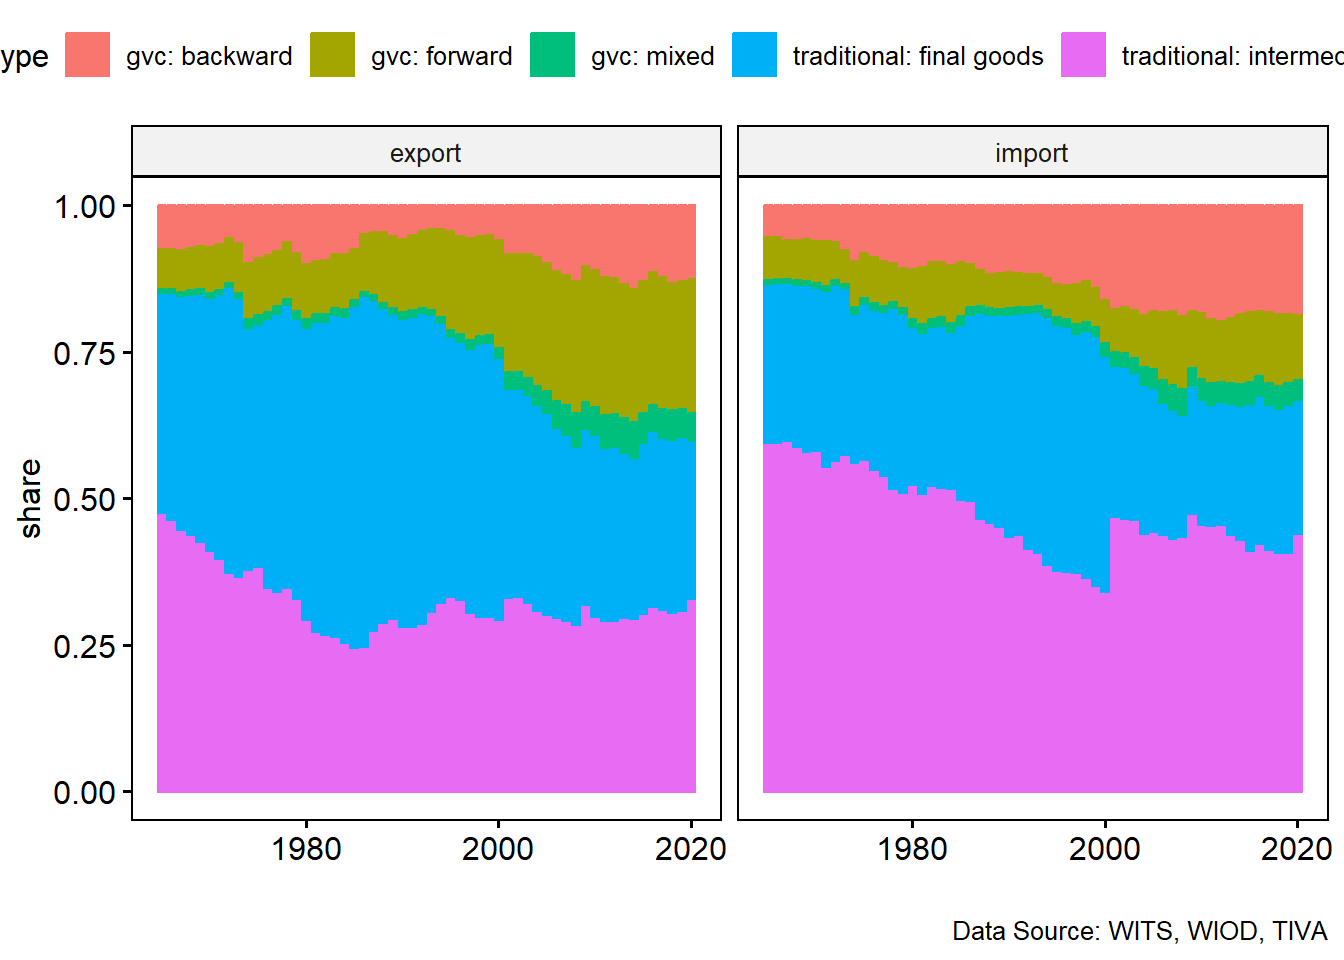 ype gvc: backward gvc: forward gvc: mixed traditional: final goods traditional: intermed
export import
1.00
0.75
0.50
0.25
0.00
share
1980 2000 2020 1980 2000 2020
Data Source: WITS, WIOD, TIVA